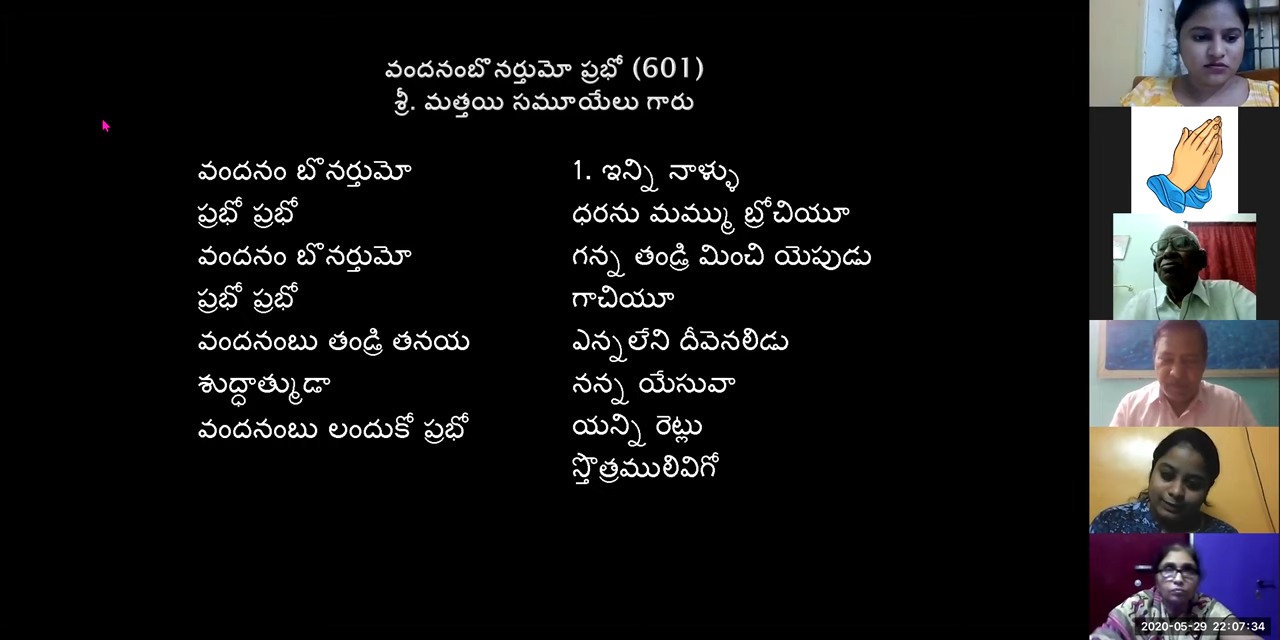 వందనంబొనర్తుమో ప్రభో (601)
శ్రీ. మత్తయి సమూయేలు గారు
వందనం బొనర్తుమో
ప్రభో ప్రభో
వందనం బొనర్తుమో
ప్రభో ప్రభో
వందనంబు తండ్రి తనయ
శుద్ధాత్ముడా
వందనంబు లందుకో ప్రభో
1. ఇన్ని నాళ్ళు
ధరను మమ్ము బ్రోచియూ
గన్న తండ్రి మించి యెపుడు
గాచియూ
ఎన్నలేని దీవెనలిడు
నన్న యేసువా
యన్ని రెట్లు
స్తొత్రములివిగో
2020-05-29 22:07:34